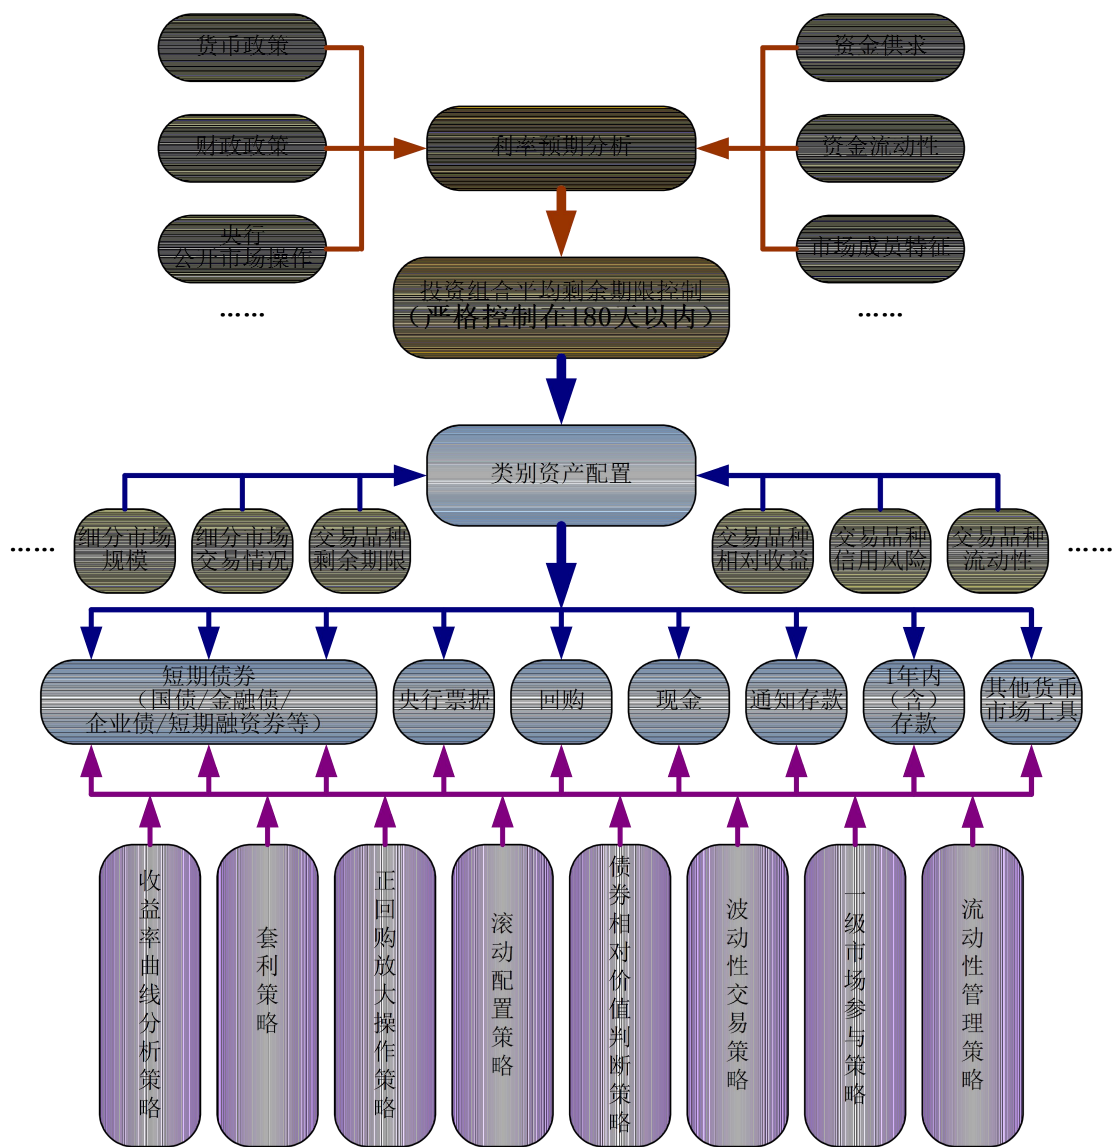 货币政策
资金供求
财政政策
利率预期分析
资金流动性
央行
公开市场操作
市场成员特征
……
……
投资组合平均剩余期限控制
（严格控制在180天以内）
类别资产配置
……
细分市场
规模
细分市场
交易情况
交易品种
剩余期限
交易品种
相对收益
交易品种
信用风险
交易品种
流动性
……
短期债券
（国债/金融债/
企业债/短期融资券等）
央行票据
回购
现金
通知存款
1年内
（含）
存款
其他货币
市场工具
收益率曲线分析策略
套利策略
正回购放大操作策略
滚动配置策略
债券相对价值判断策略
波动性交易策略
一级市场参与策略
流动性管理策略